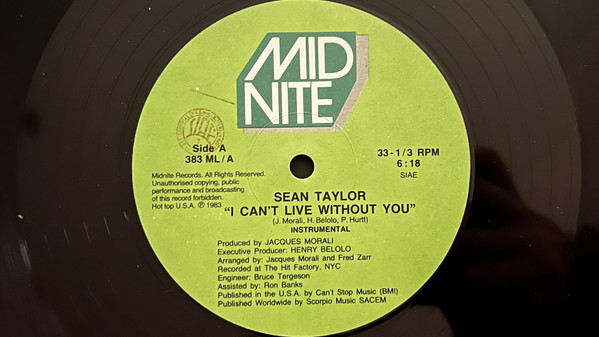 MID
NITE
SIAE
Side A
383 ML/A
33-1/3 RPM
6:18
SIAE
Midnite Records. All Rights Reserved.
Unauthorised copying, public
performance and broadcasting
of this record forbidden.
Hot top U.S.A. ℗ 1983
SEAN TAYLOR
"I CAN'T LIVE WITHOUT YOU"
(J. Morali, H. Belolo, P. Hurtt)
INSTRUMENTAL
Produced by JACQUES MORALI
Executive Producer: HENRY BELOLO
Arranged by: Jacques Morali and Fred Zarr
Recorded at The Hit Factory, NYC
Engineer: Bruce Tergeson
Assisted by: Ron Banks
Published in the U.S.A. by Can't Stop Music (BMI)
Published Worldwide by Scorpio Music SACEM